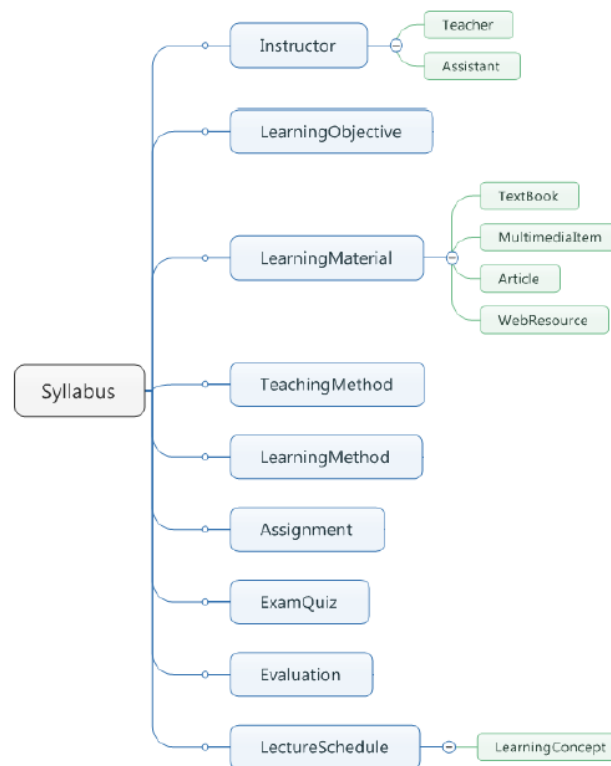 Syllabus
Instructor
Teacher
Assistant
LearningObjective
LearningMaterial
TextBook
MultimediaItem
Article
WebResource
TeachingMethod
LearningMethod
Assignment
ExamQuiz
Evaluation
LectureSchedule
LearningConcept